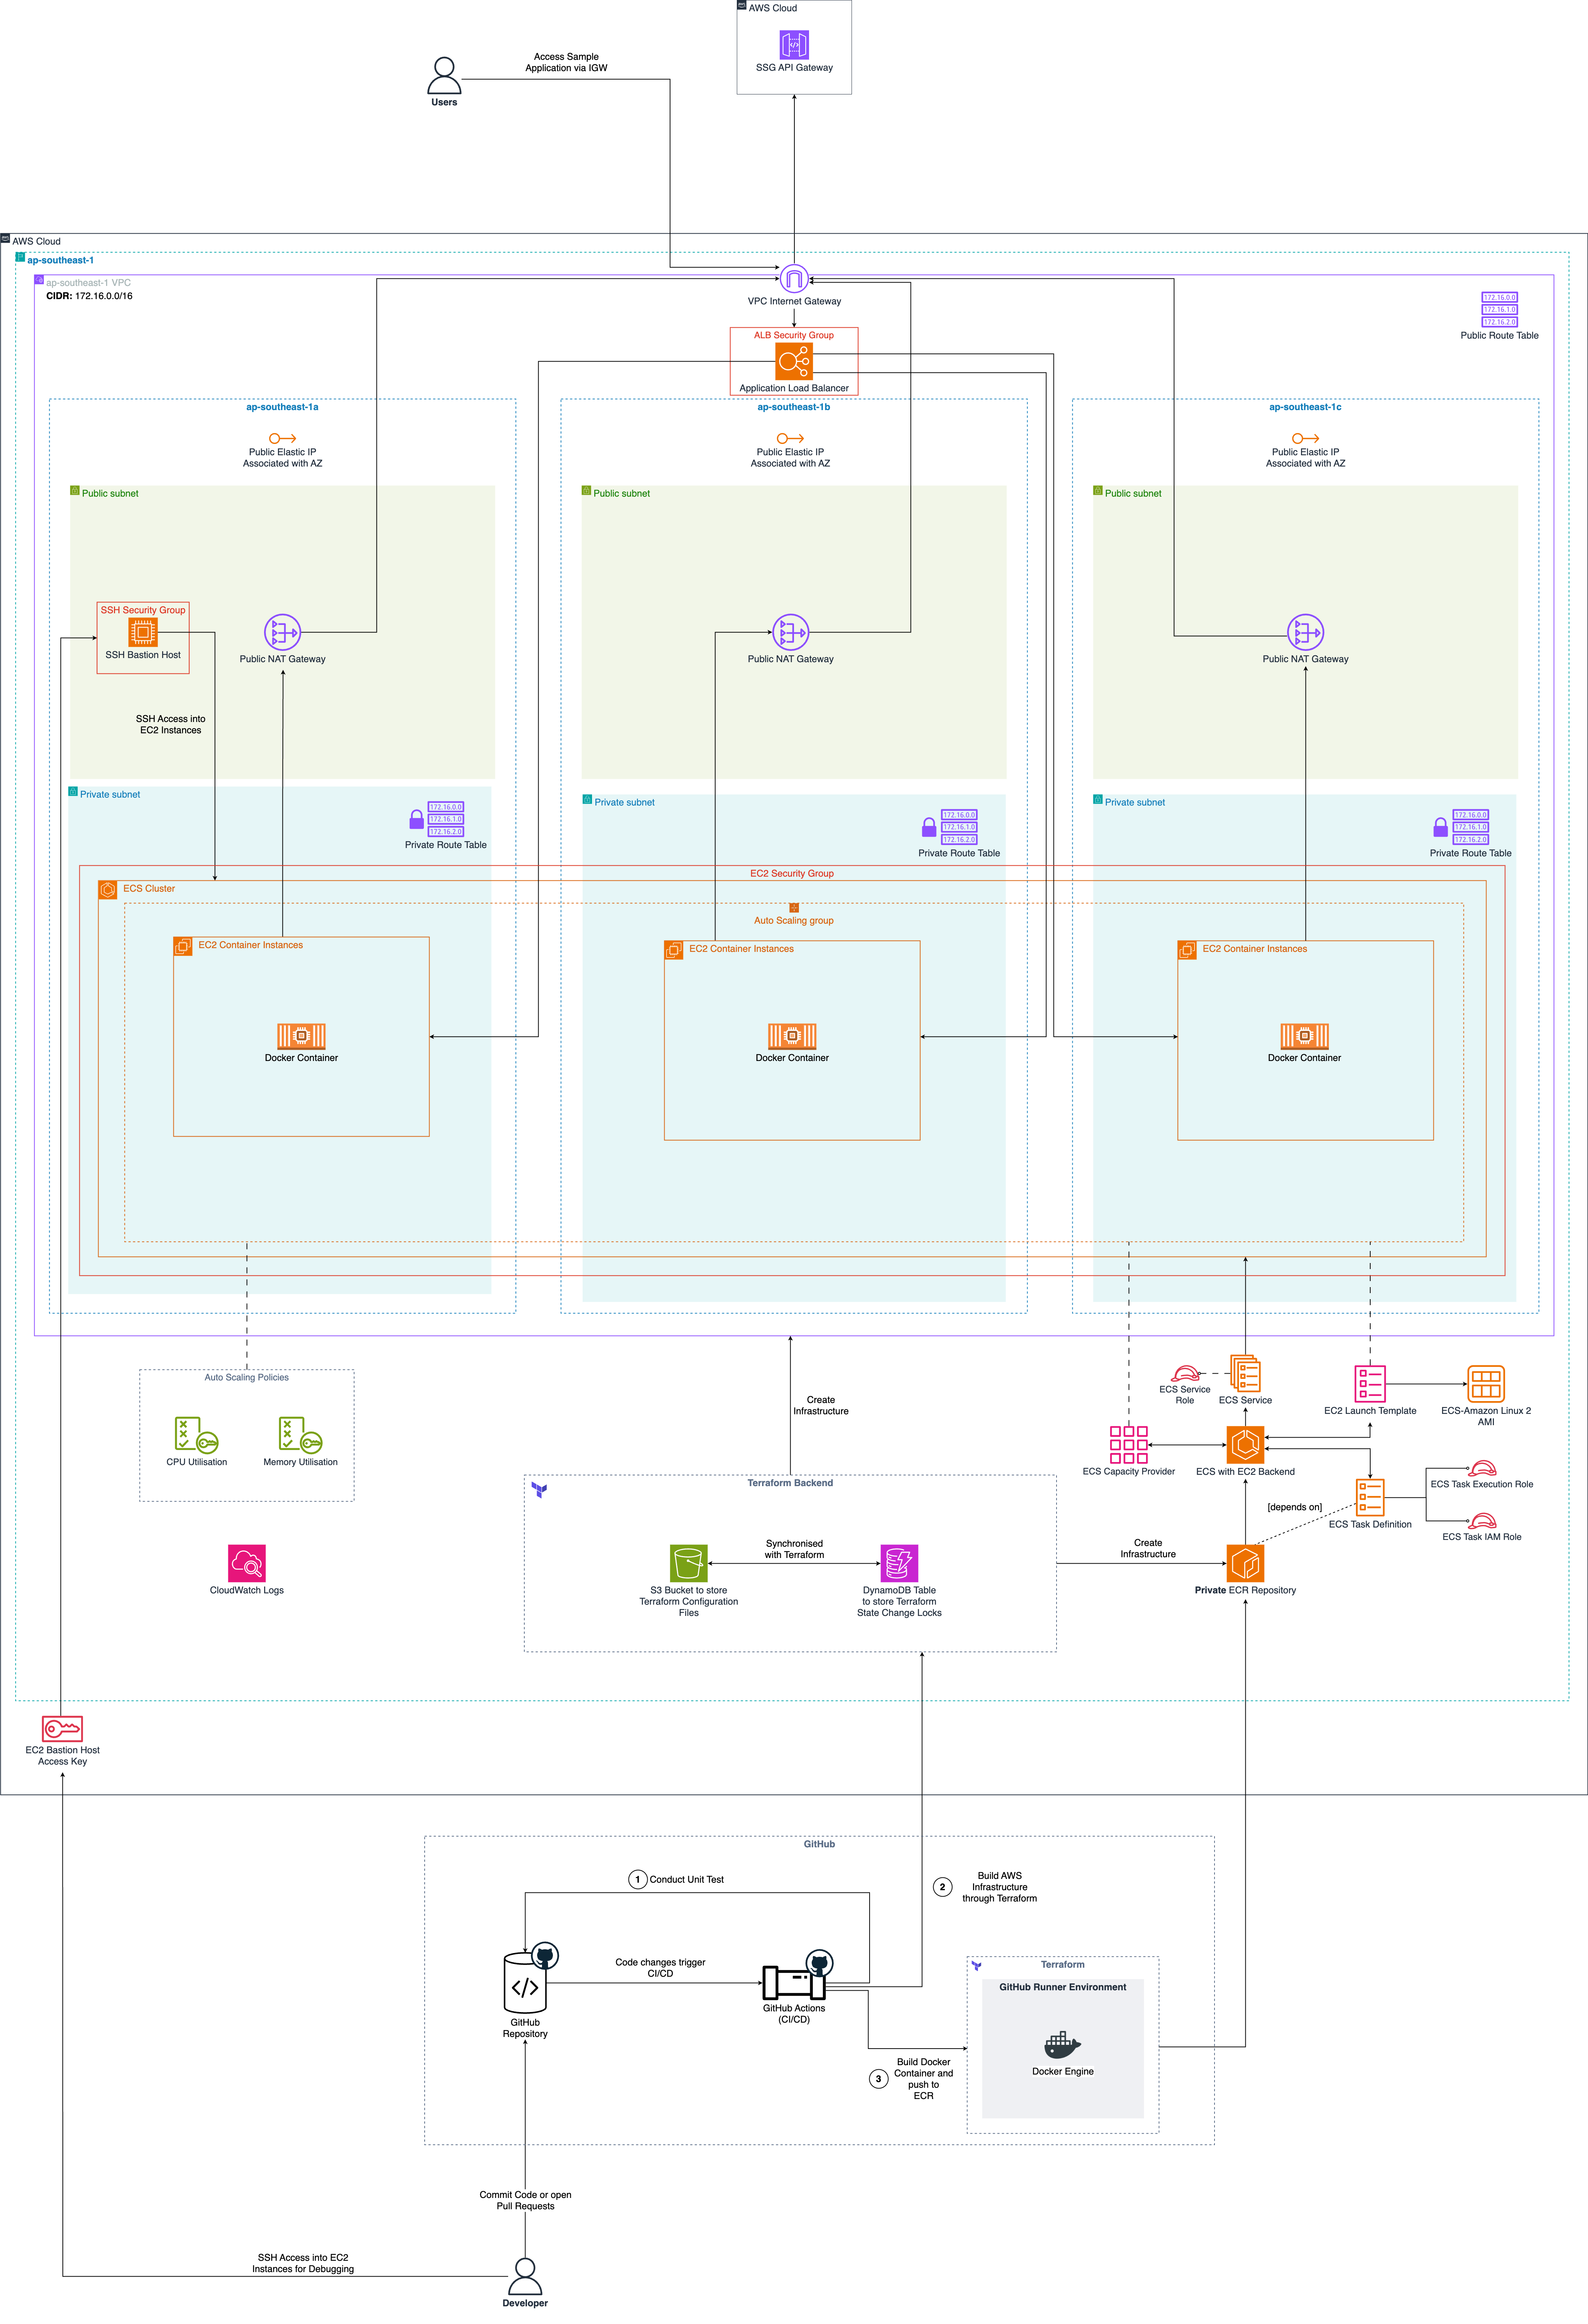 AWS Cloud
SSG API Gateway
Access Sample
Application via IGW
Users
AWS Cloud
ap-southeast-1
ap-southeast-1 VPC
CIDR: 172.16.0.0/16
VPC Internet Gateway
172.16.0.0
172.16.1.0
172.16.2.0
Public Route Table
ALB Security Group
Application Load Balancer
ap-southeast-1a
ap-southeast-1b
ap-southeast-1c
Public Elastic IP
Associated with AZ
Public Elastic IP
Associated with AZ
Public Elastic IP
Associated with AZ
Public subnet
Public subnet
Public subnet
SSH Security Group
SSH Bastion Host
Public NAT Gateway
Public NAT Gateway
Public NAT Gateway
SSH Access into
EC2 Instances
Private subnet
172.16.0.0
172.16.1.0
172.16.2.0
Private Route Table
Private subnet
172.16.0.0
172.16.1.0
172.16.2.0
Private Route Table
Private subnet
172.16.0.0
172.16.1.0
172.16.2.0
Private Route Table
EC2 Security Group
ECS Cluster
Auto Scaling group
EC2 Container Instances
EC2 Container Instances
EC2 Container Instances
Docker Container
Docker Container
Docker Container
Auto Scaling Policies
CPU Utilisation
Memory Utilisation
CloudWatch Logs
Create
Infrastructure
Terraform Backend
Synchronised
with Terraform
S3 Bucket to store
Terraform Configuration
Files
DynamoDB Table
to store Terraform
State Change Locks
Create
Infrastructure
ECS Service
Role
ECS Service
EC2 Launch Template
ECS-Amazon Linux 2
AMI
ECS Capacity Provider
ECS with EC2 Backend
[depends on]
ECS Task Definition
ECS Task Execution Role
ECS Task IAM Role
Private ECR Repository
EC2 Bastion Host
Access Key
GitHub
1
Conduct Unit Test
2
Build AWS
Infrastructure
through Terraform
Code changes trigger
CI/CD
GitHub
Repository
GitHub Actions
(CI/CD)
3
Build Docker
Container and
push to
ECR
Terraform
GitHub Runner Environment
Docker Engine
Commit Code or open
Pull Requests
SSH Access into EC2
Instances for Debugging
Developer